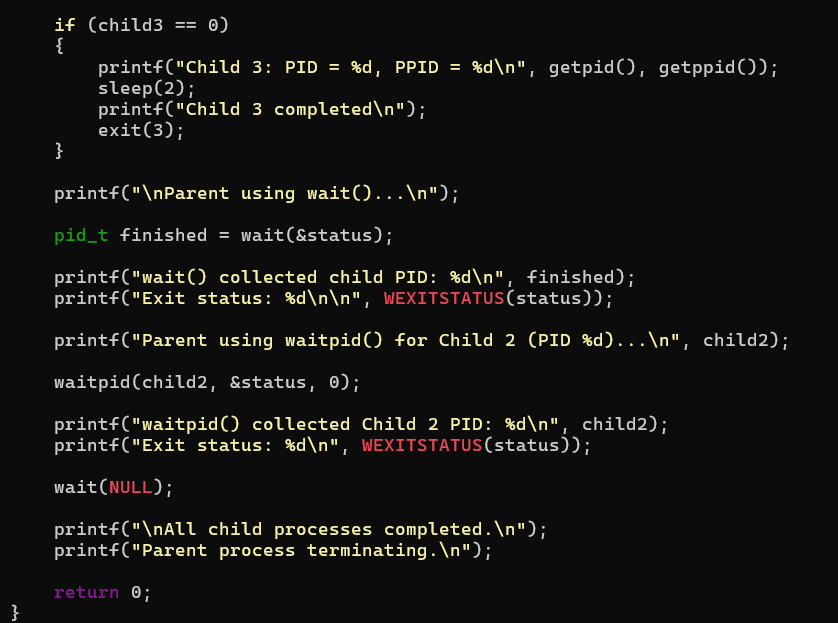 if (child3 == 0)
{
printf("Child 3: PID = %d, PPID = %d\n", getpid(), getppid());
sleep(2);
printf("Child 3 completed\n");
exit(3);
}
printf("\nParent using wait()...\n");
pid_t finished = wait(&status);
printf("wait() collected child PID: %d\n", finished);
printf("Exit status: %d\n\n", WEXITSTATUS(status));
printf("Parent using waitpid() for Child 2 (PID %d)...\n", child2);
waitpid(child2, &status, 0);
printf("waitpid() collected Child 2 PID: %d\n", child2);
printf("Exit status: %d\n", WEXITSTATUS(status));
wait(NULL);
printf("\nAll child processes completed.\n");
printf("Parent process terminating.\n");
return 0;
}